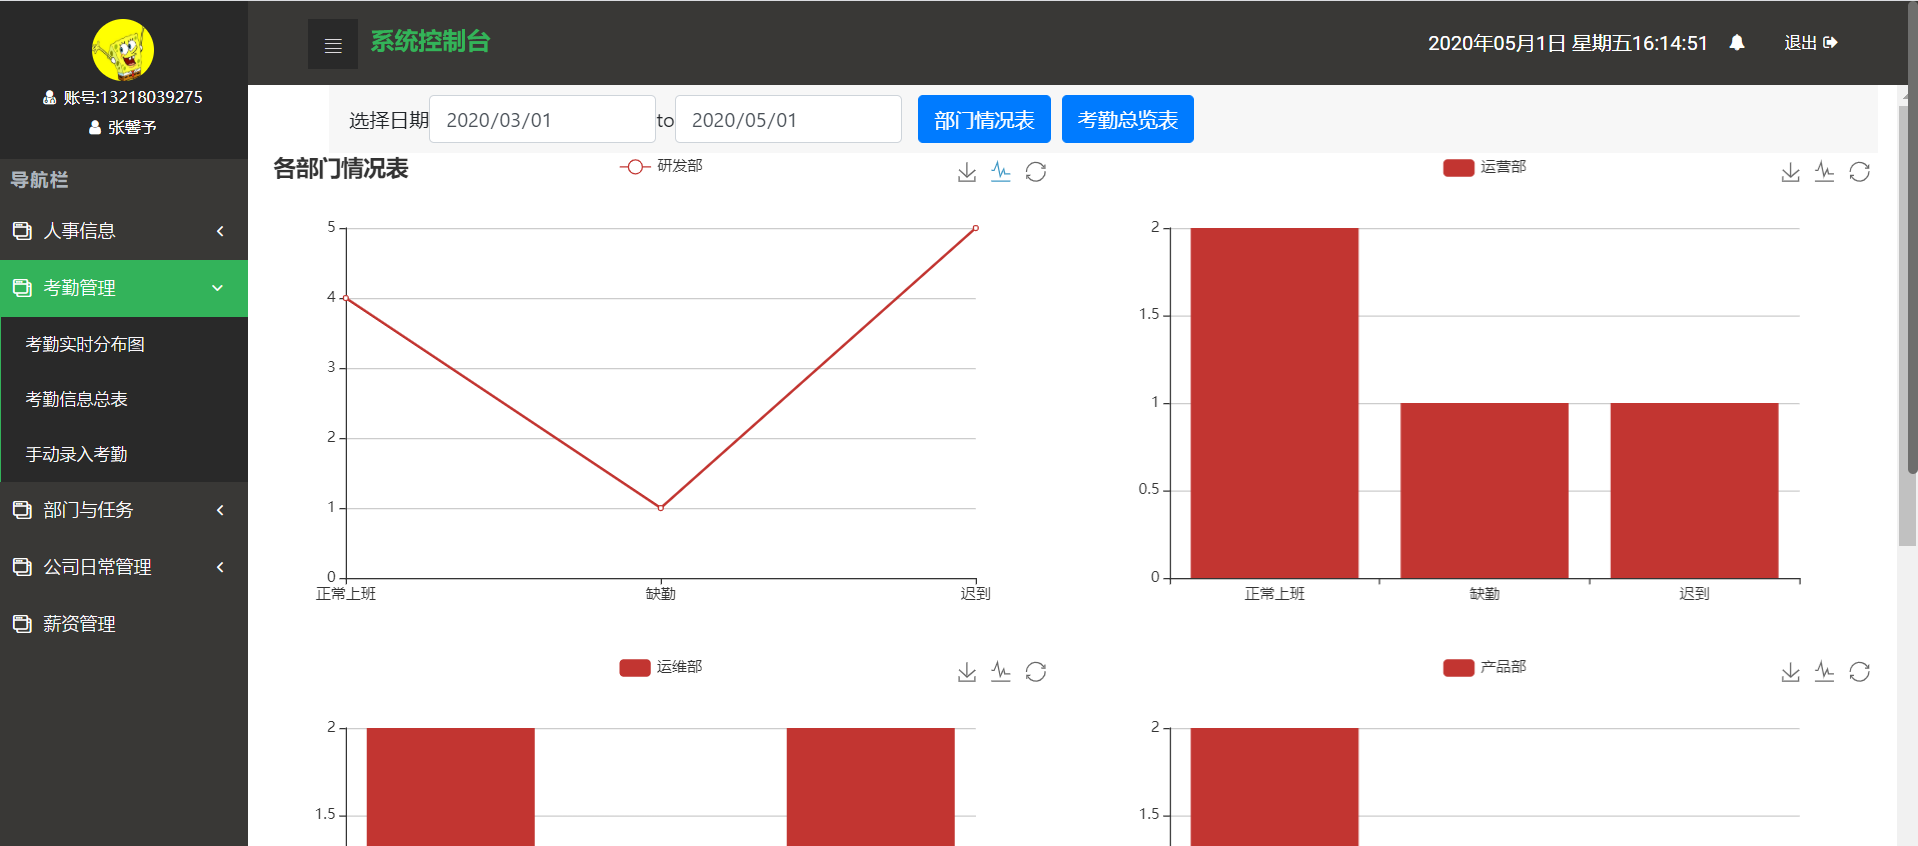 账号:13218039275
张馨予
导航栏
人事信息
考勤管理
考勤实时分布图
考勤信息总表
手动录入考勤
部门与任务
公司日常管理
薪资管理
系统控制台
2020年05月1日 星期五16:14:51
退出
选择日期 2020/03/01 to 2020/05/01 部门情况表 考勤总览表
各部门情况表
研发部
5
4
3
2
1
0
正常上班 缺勤 迟到
运营部
2
1.5
1
0.5
0
正常上班 缺勤 迟到
运维部
2
1.5
产品部
2
1.5